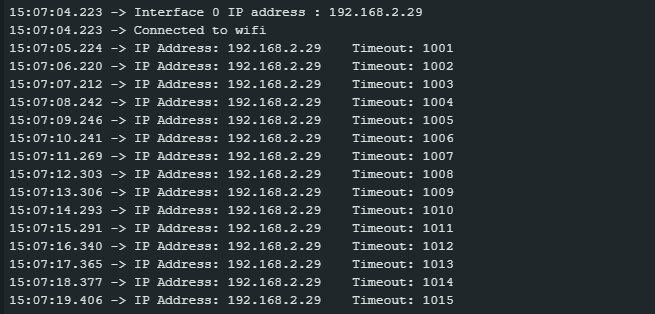 15:07:04.223 -> Interface 0 IP address : 192.168.2.29
15:07:04.223 -> Connected to wifi
15:07:05.224 -> IP Address: 192.168.2.29    Timeout: 1001
15:07:06.220 -> IP Address: 192.168.2.29    Timeout: 1002
15:07:07.212 -> IP Address: 192.168.2.29    Timeout: 1003
15:07:08.242 -> IP Address: 192.168.2.29    Timeout: 1004
15:07:09.246 -> IP Address: 192.168.2.29    Timeout: 1005
15:07:10.241 -> IP Address: 192.168.2.29    Timeout: 1006
15:07:11.269 -> IP Address: 192.168.2.29    Timeout: 1007
15:07:12.303 -> IP Address: 192.168.2.29    Timeout: 1008
15:07:13.306 -> IP Address: 192.168.2.29    Timeout: 1009
15:07:14.293 -> IP Address: 192.168.2.29    Timeout: 1010
15:07:15.291 -> IP Address: 192.168.2.29    Timeout: 1011
15:07:16.340 -> IP Address: 192.168.2.29    Timeout: 1012
15:07:17.365 -> IP Address: 192.168.2.29    Timeout: 1013
15:07:18.377 -> IP Address: 192.168.2.29    Timeout: 1014
15:07:19.406 -> IP Address: 192.168.2.29    Timeout: 1015